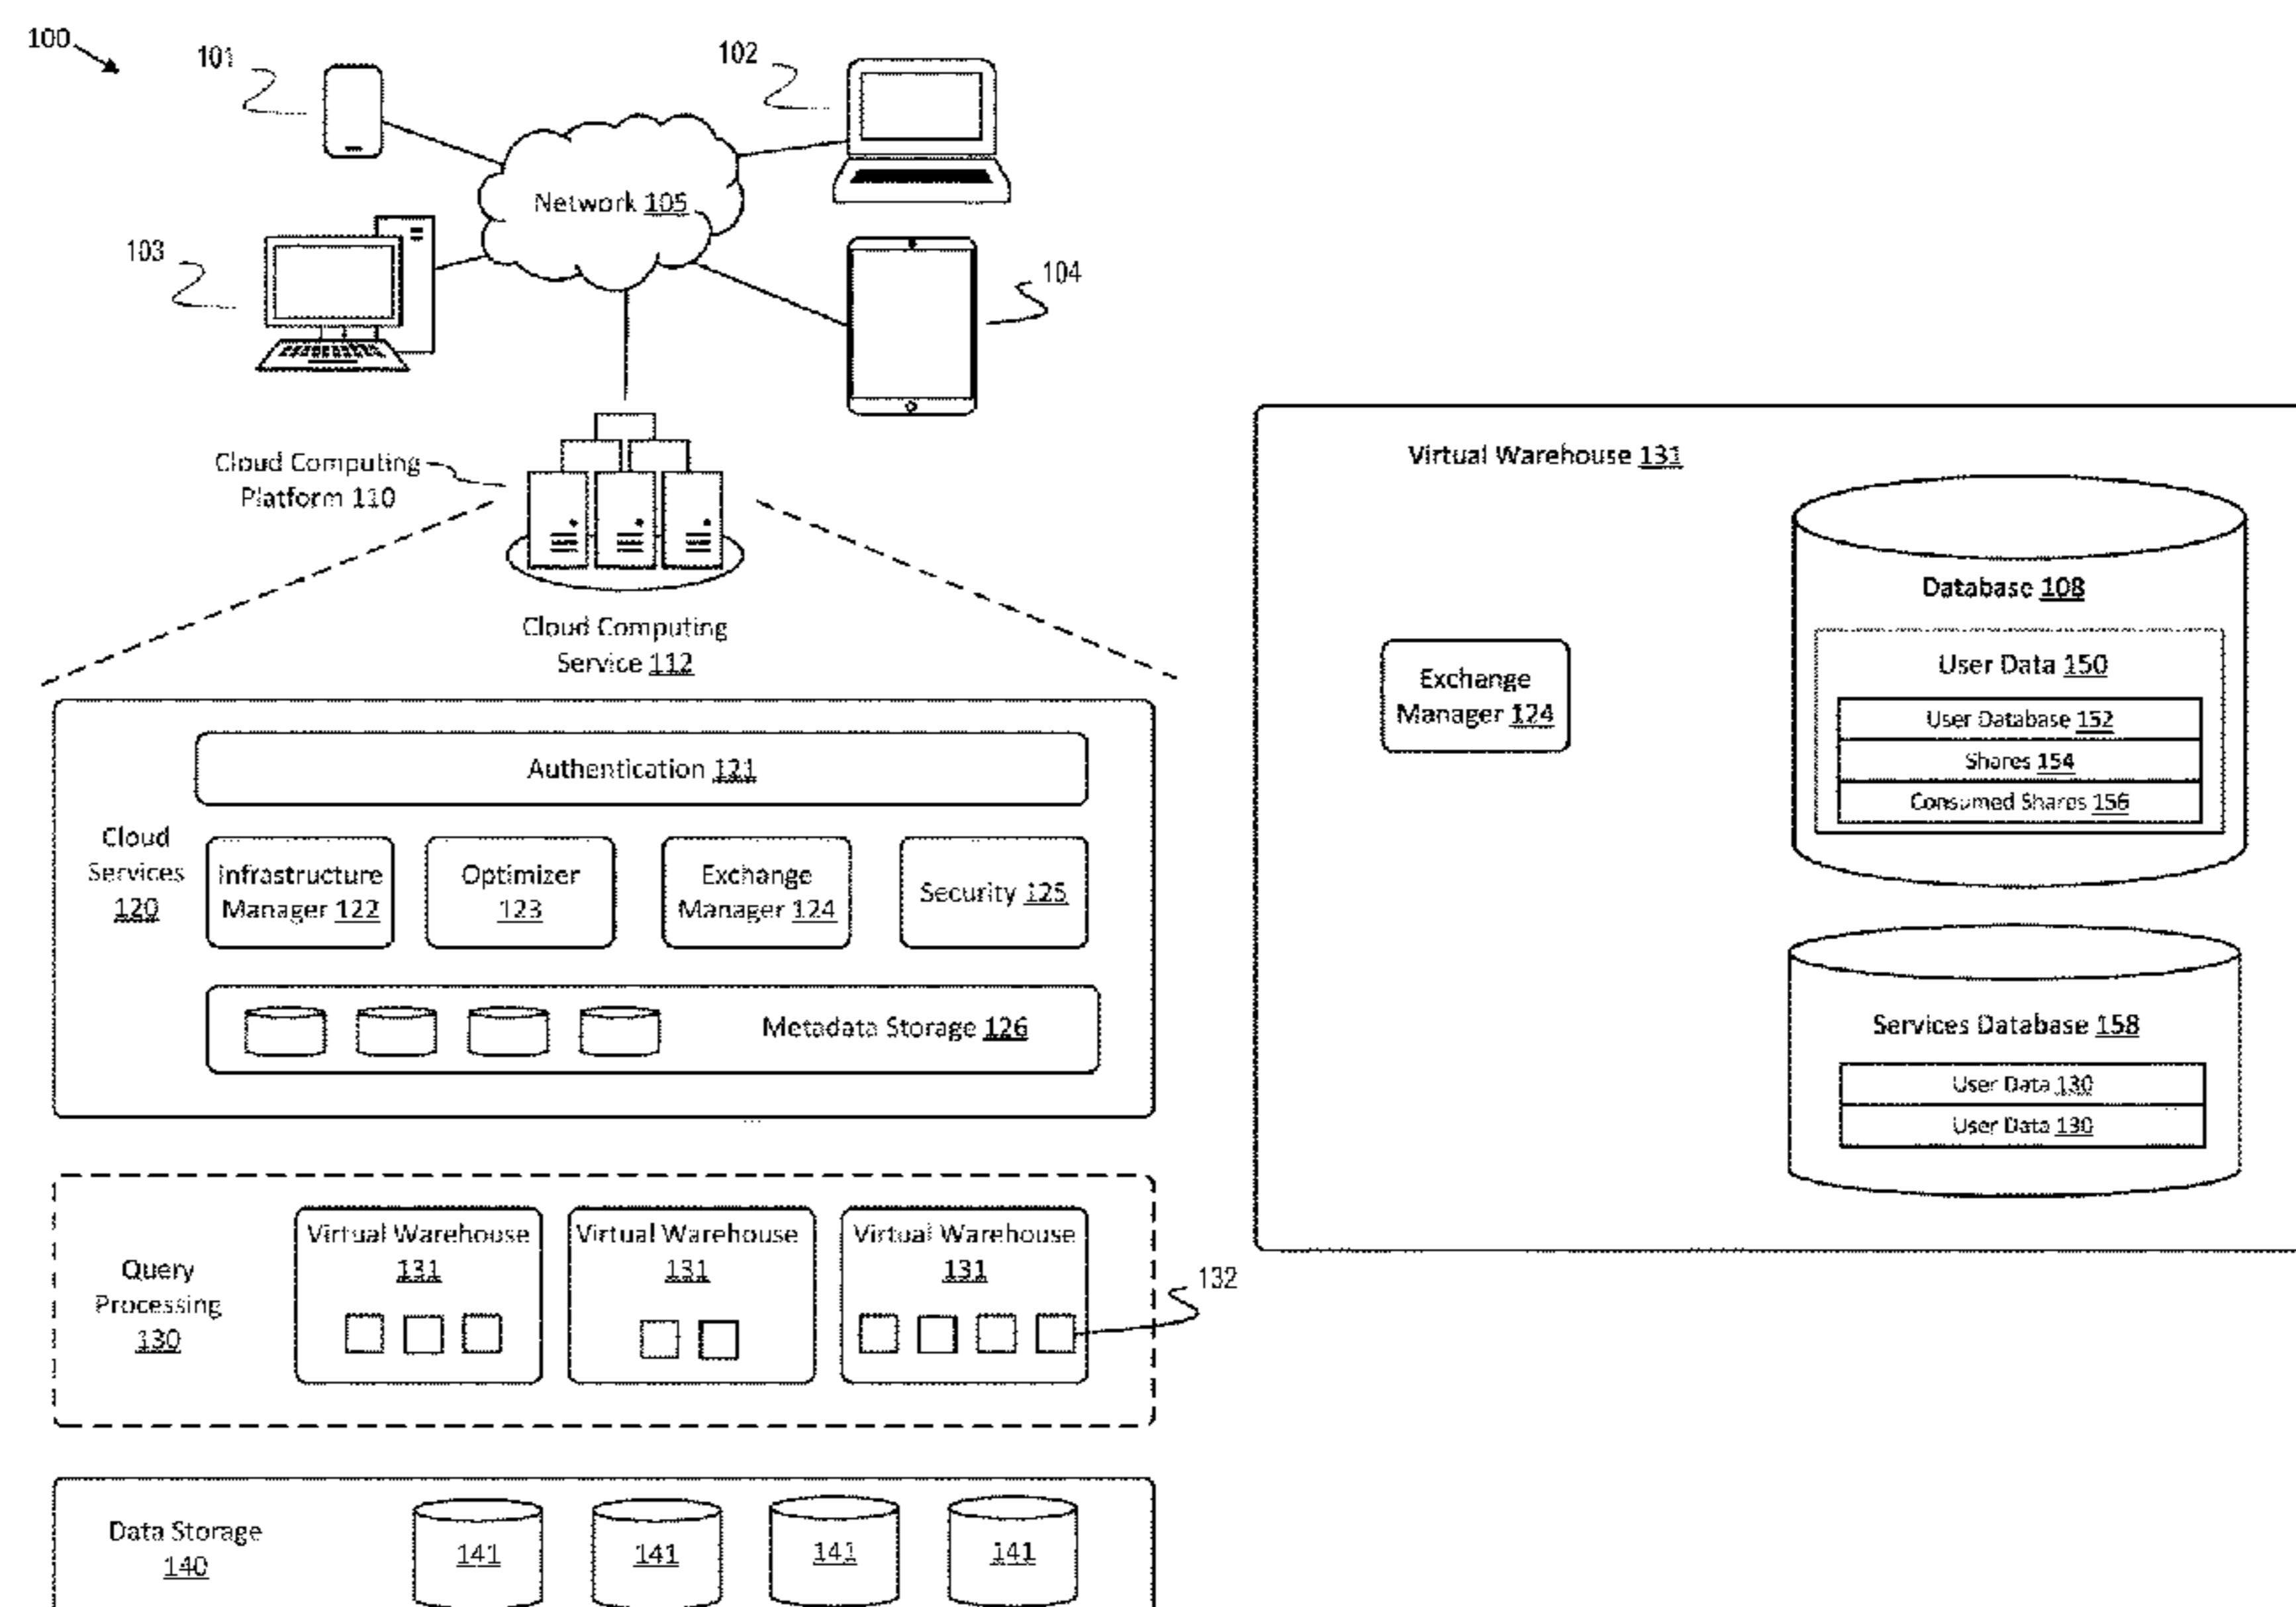 100
101
102
Network 105
103
104
Cloud Computing
Platform 110
Cloud Computing
Service 112
Authentication 121
Cloud
Services
120
Infrastructure
Manager 122
Optimizer
123
Exchange
Manager 124
Security 125
Metadata Storage 126
Query
Processing
130
Virtual Warehouse
131
Virtual Warehouse
131
Virtual Warehouse
131
132
Data Storage
140
141
141
141
141
Virtual Warehouse 131
Exchange
Manager 124
Database 108
User Data 150
User Database 152
Shares 154
Consumed Shares 156
Services Database 158
User Data 130
User Data 130